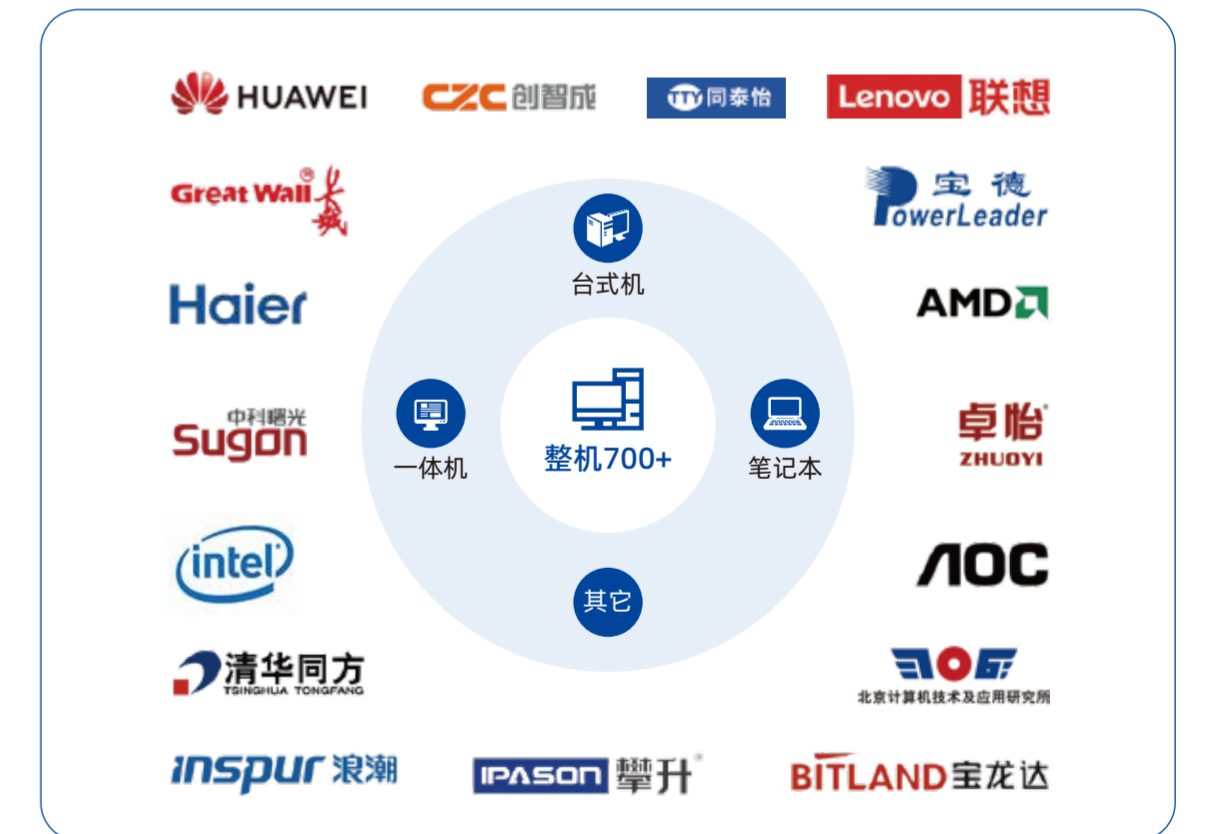 HUAWEI
CZC 创智成
TTY 同泰怡
Lenovo 联想
Great Wall® 长城
宝德
PowerLeader
台式机
Haier
AMD
中科曙光
Sugon
一体机
整机700+
笔记本
卓怡®
ZHUOYI
intel
AOC
其它
清华同方
TSINGHUA TONGFANG
706
北京计算机技术及应用研究所
inspur 浪潮
IPASON 攀升®
BITLAND 宝龙达